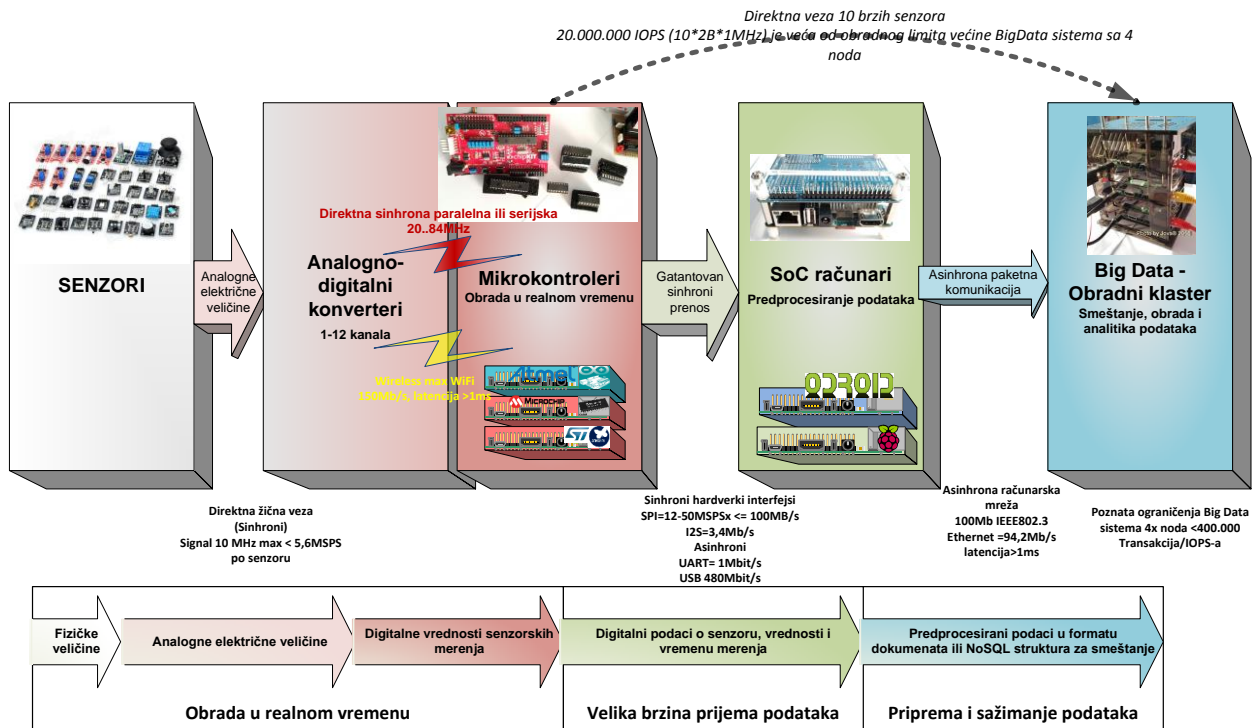 Direktna veza 10 brzih senzora
20.000.000 IOPS (10*2B*1MHz) je veća od obradnog limita većine BigData sistema sa 4
noda
SENZORI
Analogne
električne
veličine
Direktna sinhrona paralelna ili serijska
20..84MHz
Analogno-
digitalni
konverteri
1-12 kanala
Wireless max WiFi
150Mb/s, latencija >1ms
Mikrokontroleri
Obrada u realnom vremenu
Atmel
MICROCHIP
ST
Gatantovan
sinhroni
prenos
SoC računari
Predprocesiranje podataka
ODROID
Asinhrona paketna
komunikacija
Big Data -
Obradni klaster
Smeštanje, obrada i
analitika podataka
Direktna žična veza
(Sinhroni)
Signal 10 MHz max < 5,6MSPS
po senzoru
Sinhroni hardverki interfejsi
SPI=12-50MSPSx <= 100MB/s
I2S=3,4Mb/s
Asinhroni
UART= 1Mbit/s
USB 480Mbit/s
Asinhrona računarska
mreža
100Mb IEEE802.3
Ethernet =94,2Mb/s
latencija>1ms
Poznata ograničenja Big Data
sistema 4x noda <400.000
Transakcija/IOPS-a
Fizičke
veličine
Analogne električne veličine
Digitalne vrednosti senzorskih
merenja
Digitalni podaci o senzoru, vrednosti i
vremenu merenja
Predprocesirani podaci u formatu
dokumenata ili NoSQL struktura za smeštanje
Obrada u realnom vremenu
Velika brzina prijema podataka
Priprema i sažimanje podataka